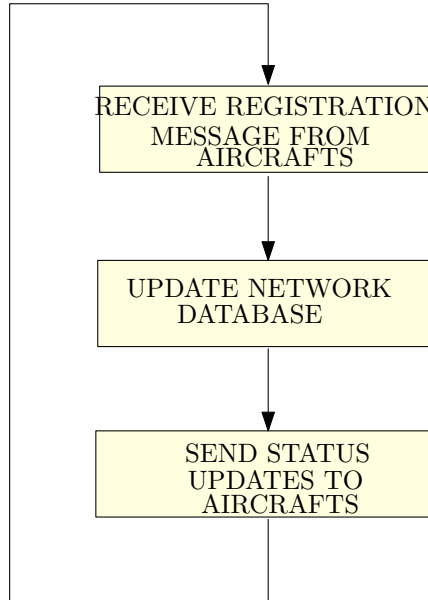 RECEIVE REGISTRATION
MESSAGE FROM
AIRCRAFTS
UPDATE NETWORK
DATABASE
SEND STATUS
UPDATES TO
AIRCRAFTS